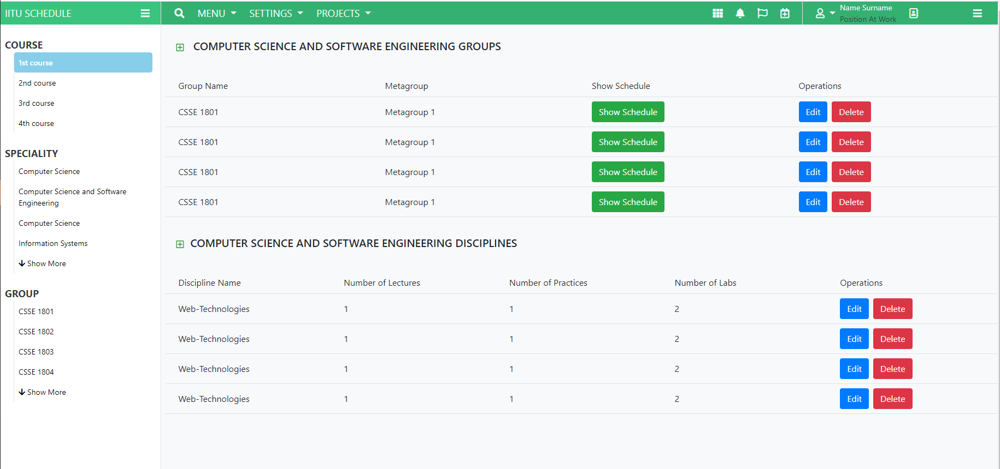 IITU SCHEDULE
MENU SETTINGS PROJECTS
Name Surname
Position At Work
COURSE
1st course
2nd course
3rd course
4th course
SPECIALITY
Computer Science
Computer Science and Software
Engineering
Computer Science
Information Systems
Show More
GROUP
CSSE 1801
CSSE 1802
CSSE 1803
CSSE 1804
Show More
COMPUTER SCIENCE AND SOFTWARE ENGINEERING GROUPS
Group Name Metagroup Show Schedule Operations
CSSE 1801 Metagroup 1 Show Schedule Edit Delete
CSSE 1801 Metagroup 1 Show Schedule Edit Delete
CSSE 1801 Metagroup 1 Show Schedule Edit Delete
CSSE 1801 Metagroup 1 Show Schedule Edit Delete
COMPUTER SCIENCE AND SOFTWARE ENGINEERING DISCIPLINES
Discipline Name Number of Lectures Number of Practices Number of Labs Operations
Web-Technologies 1 1 2 Edit Delete
Web-Technologies 1 1 2 Edit Delete
Web-Technologies 1 1 2 Edit Delete
Web-Technologies 1 1 2 Edit Delete